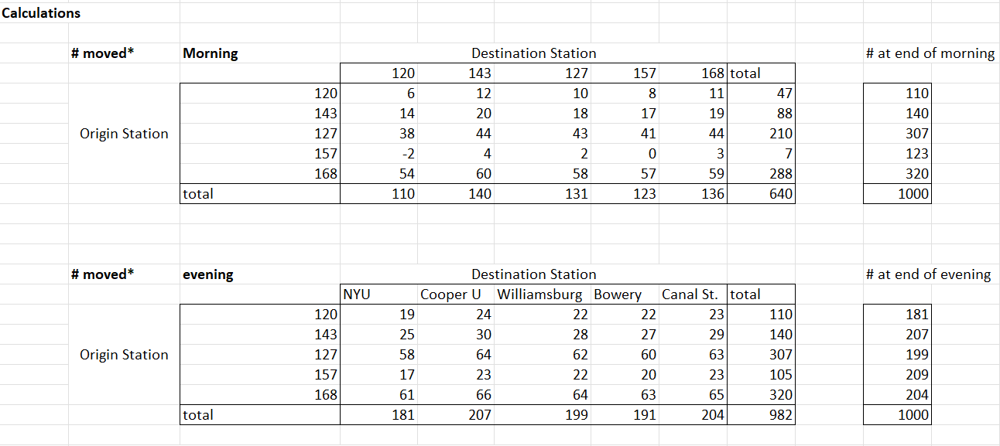 Calculations
# moved* Morning Destination Station # at end of morning
120 143 127 157 168 total
120 6 12 10 8 11 47 110
143 14 20 18 17 19 88 140
Origin Station 127 38 44 43 41 44 210 307
157 -2 4 2 0 3 7 123
168 54 60 58 57 59 288 320
total 110 140 131 123 136 640 1000
# moved* evening Destination Station # at end of evening
NYU Cooper U Williamsburg Bowery Canal St. total
120 19 24 22 22 23 110 181
143 25 30 28 27 29 140 207
Origin Station 127 58 64 62 60 63 307 199
157 17 23 22 20 23 105 209
168 61 66 64 63 65 320 204
total 181 207 199 191 204 982 1000